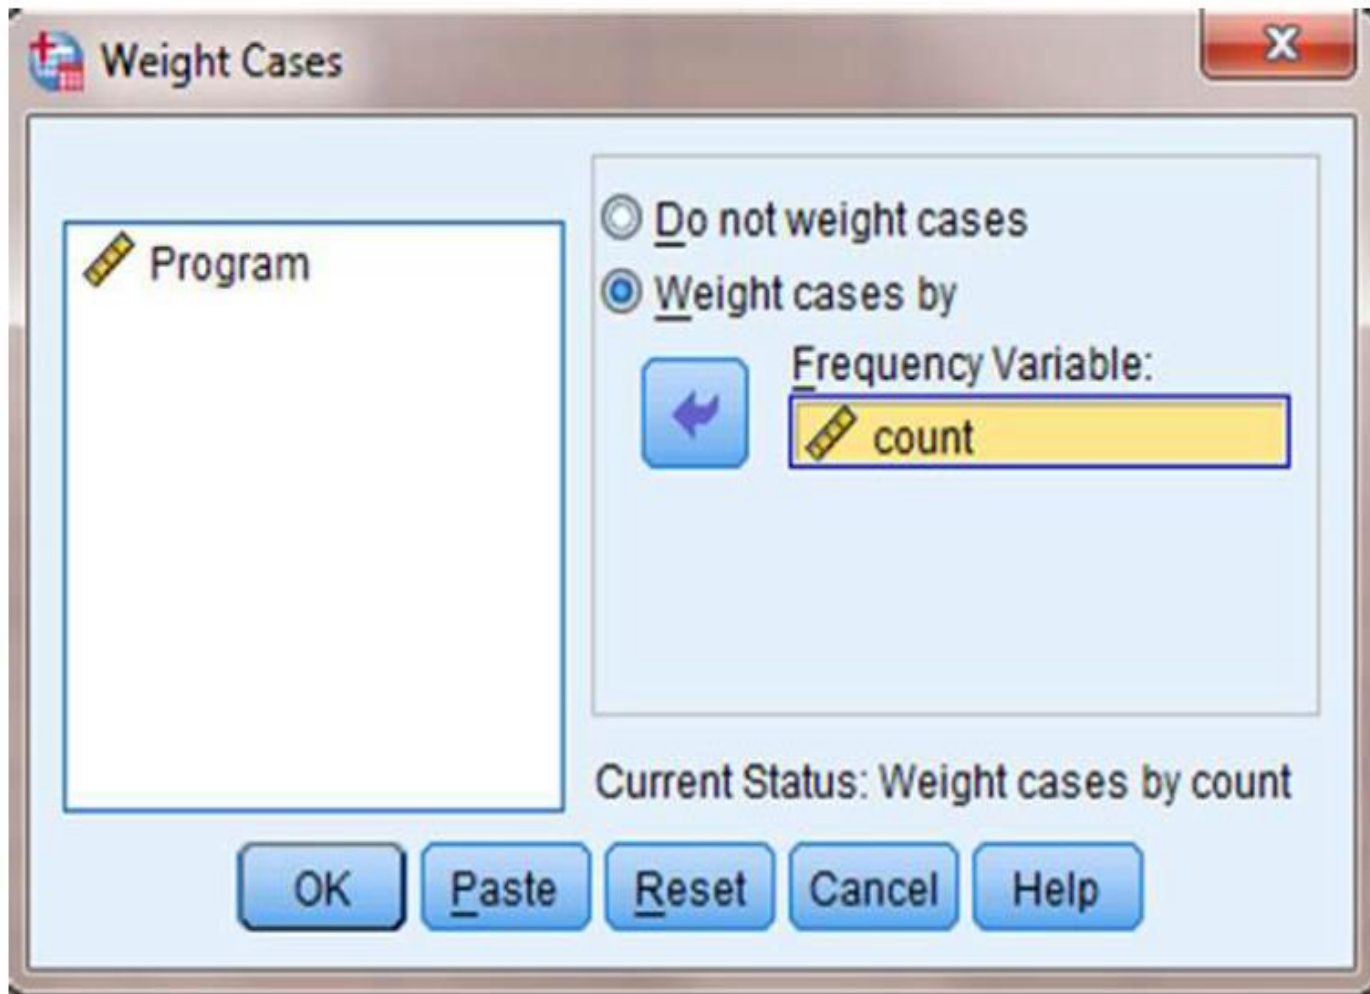 Weight Cases
Program
Do not weight cases
Weight cases by
Frequency Variable:
count
Current Status: Weight cases by count
OK Paste Reset Cancel Help